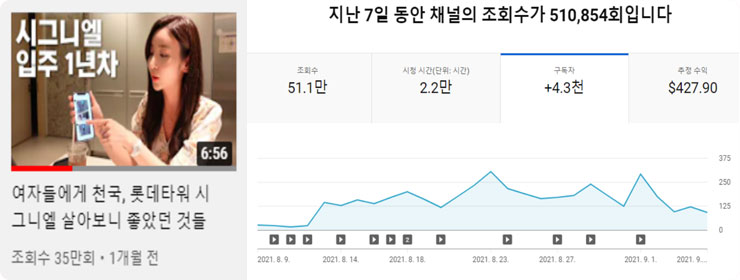 시그니엘
입주 1년차
6:56
여자들에게 천국, 롯데타워 시
그니엘 살아보니 좋았던 것들
조회수 35만회 • 1개월 전
지난 7일 동안 채널의 조회수가 510,854회입니다
조회수
51.1만
시청 시간(단위: 시간)
2.2만
구독자
+4.3천
추정 수익
$427.90
375
250
125
0
2
2021. 8. 9.
2021. 8. 14.
2021. 8. 18.
2021. 8. 23.
2021. 8. 27.
2021. 9. 1.
2021. 9....